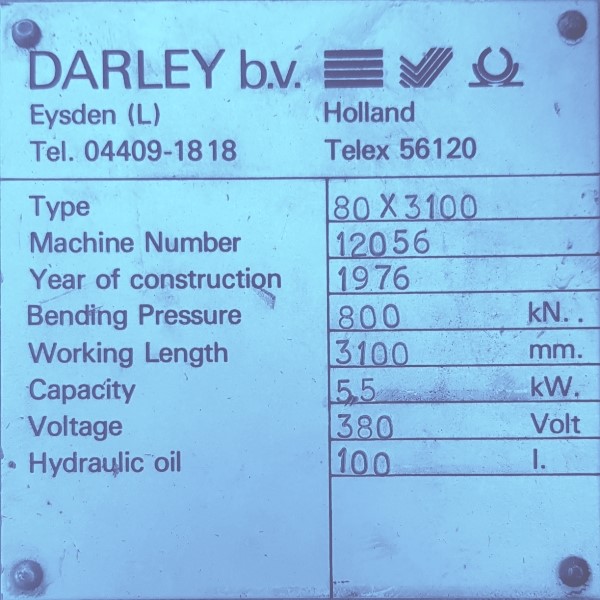 DARLEY b.v.
Eysden (L) Holland
Tel. 04409-1818 Telex 56120
Type 80 X 3100
Machine Number 12056
Year of construction 1976
Bending Pressure 800 kN..
Working Length 3100 mm.
Capacity 5,5 kW.
Voltage 380 Volt
Hydraulic oil 100 l.